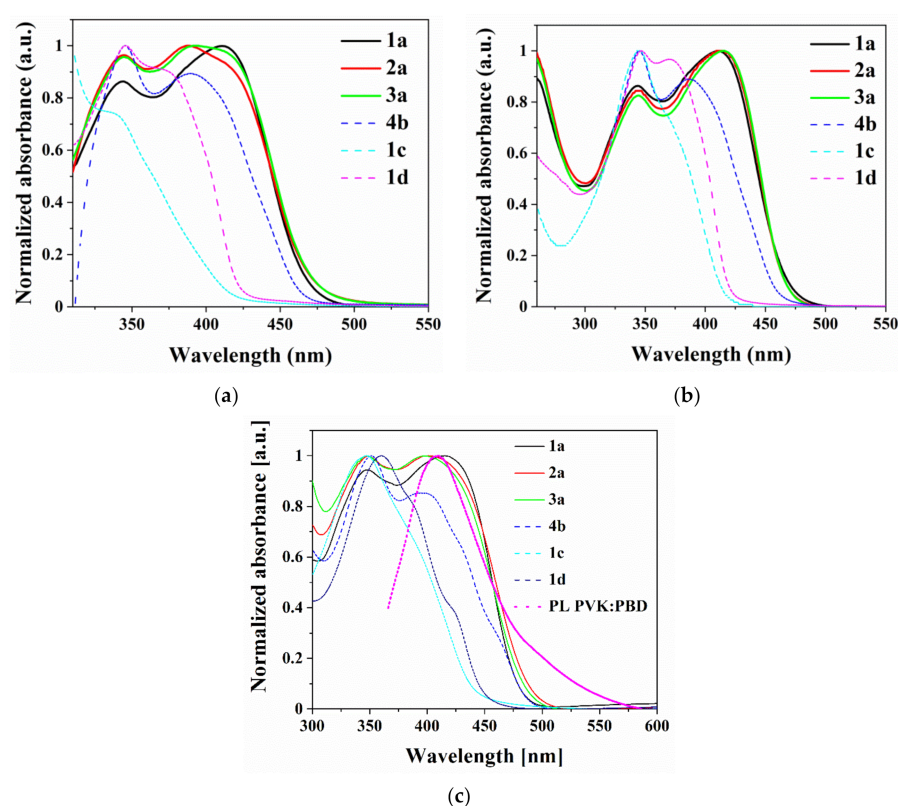 Normalized absorbance (a.u.)
1
0.8
0.6
0.4
0.2
0
350 400 450 500 550
Wavelength (nm)
1a
2a
3a
4b
1c
1d
(a)
Normalized absorbance (a.u.)
1
0.8
0.6
0.4
0.2
0
300 350 400 450 500 550
Wavelength (nm)
1a
2a
3a
4b
1c
1d
(b)
Normalized absorbance [a.u.]
1
0.8
0.6
0.4
0.2
0
300 350 400 450 500 550 600
Wavelength [nm]
1a
2a
3a
4b
1c
1d
PL PVK:PBD
(c)